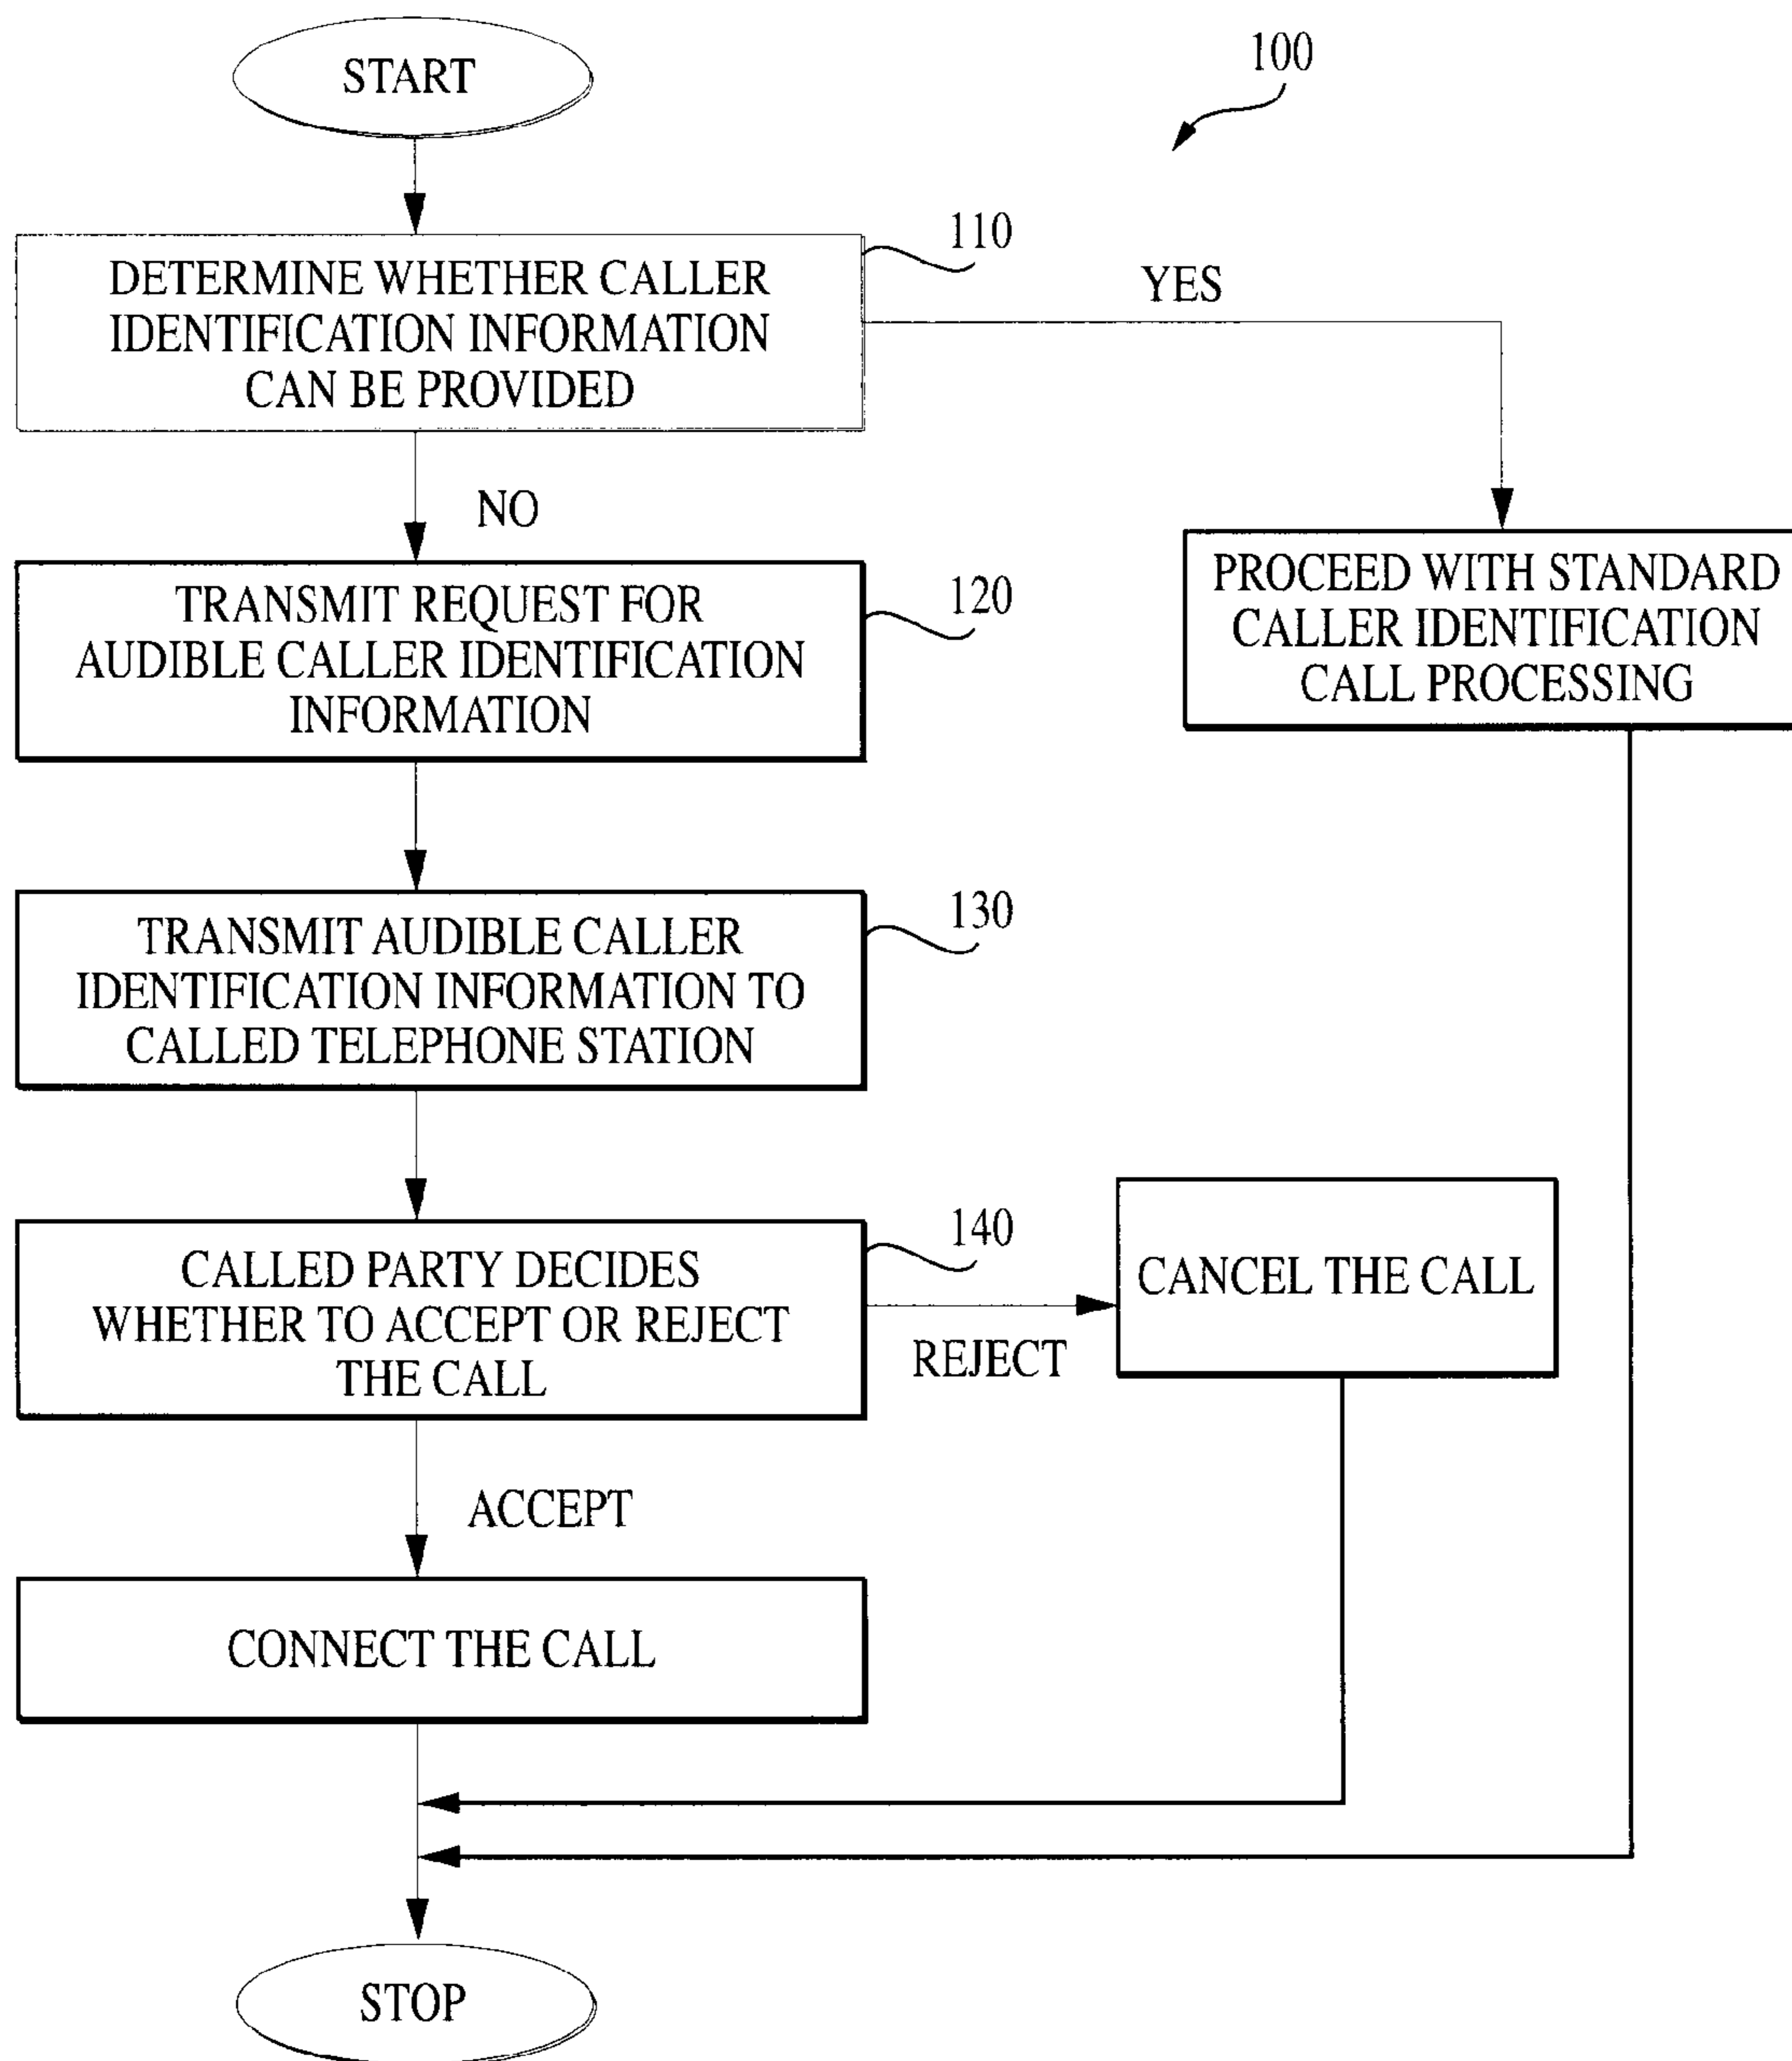 START
100
DETERMINE WHETHER CALLER
IDENTIFICATION INFORMATION
CAN BE PROVIDED
110
YES
NO
TRANSMIT REQUEST FOR
AUDIBLE CALLER IDENTIFICATION
INFORMATION
120
PROCEED WITH STANDARD
CALLER IDENTIFICATION
CALL PROCESSING
TRANSMIT AUDIBLE CALLER
IDENTIFICATION INFORMATION TO
CALLED TELEPHONE STATION
130
CALLED PARTY DECIDES
WHETHER TO ACCEPT OR REJECT
THE CALL
140
REJECT
CANCEL THE CALL
ACCEPT
CONNECT THE CALL
STOP